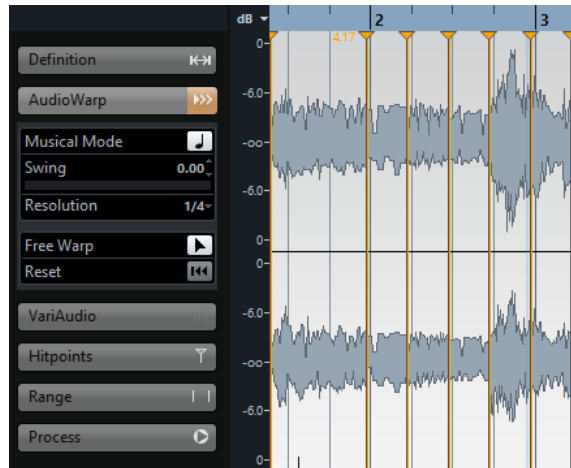 Definition
AudioWarp
Musical Mode
Swing 0.00
Resolution 1/4
Free Warp
Reset
VariAudio
Hitpoints
Range
Process
dB 2 3
4.17
0-
-6.0-
-oo-
-6.0-
0-
0-
-6.0-
-oo-
-6.0-
0-